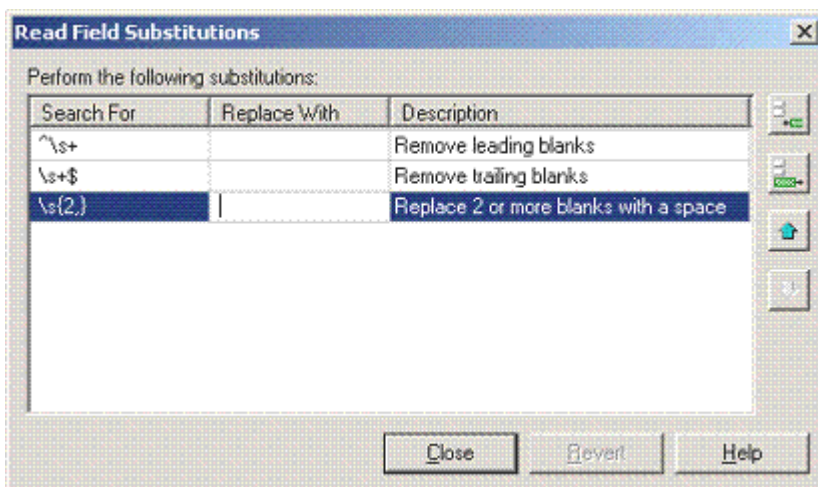 Read Field Substitutions
Perform the following substitutions:
Search For Replace With Description
^\s+ Remove leading blanks
\s+$ Remove trailing blanks
\s{2,} Replace 2 or more blanks with a space
Close Revert Help